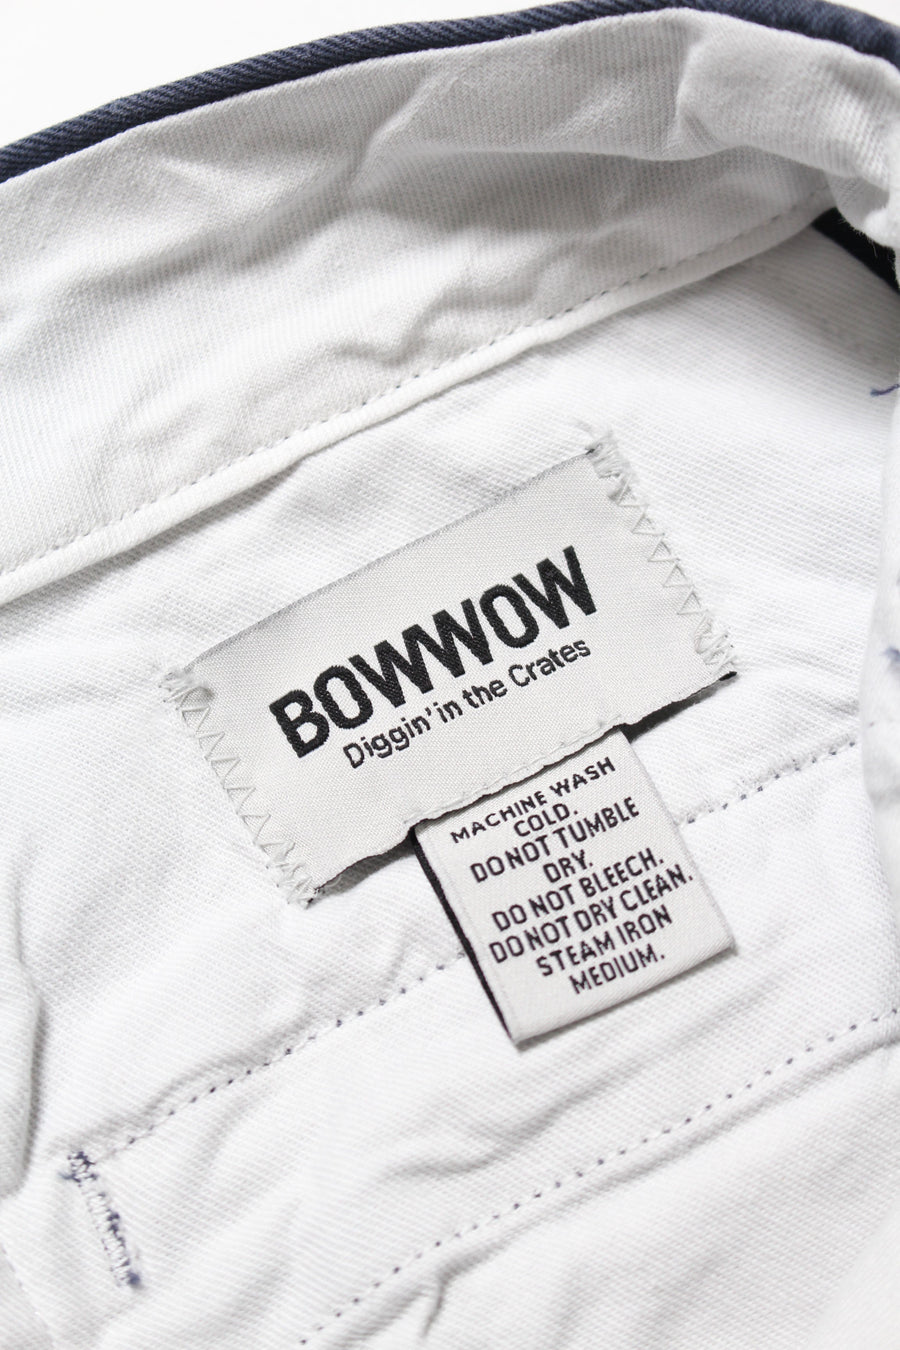 BOWWOW
Diggin' in the Crates
MACHINE WASH
COLD.
DO NOT TUMBLE
DRY.
DO NOT BLEECH.
DO NOT DRY CLEAN.
STEAM IRON
MEDIUM.